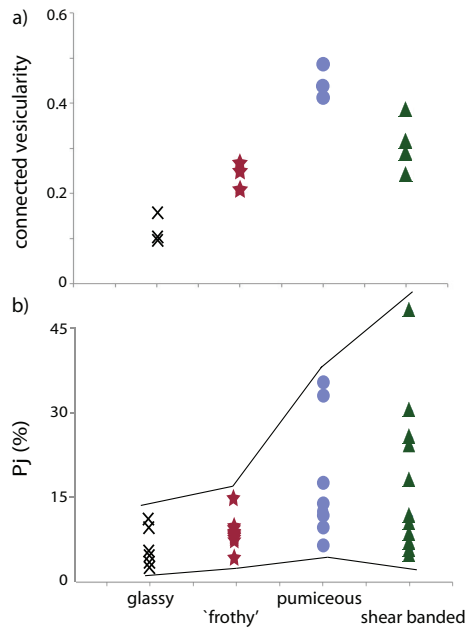 a)
0.6
0.4
0.2
0
connected vesicularity
b)
45
30
15
0
Pj (%)
glassy
`frothy’
pumiceous
shear banded